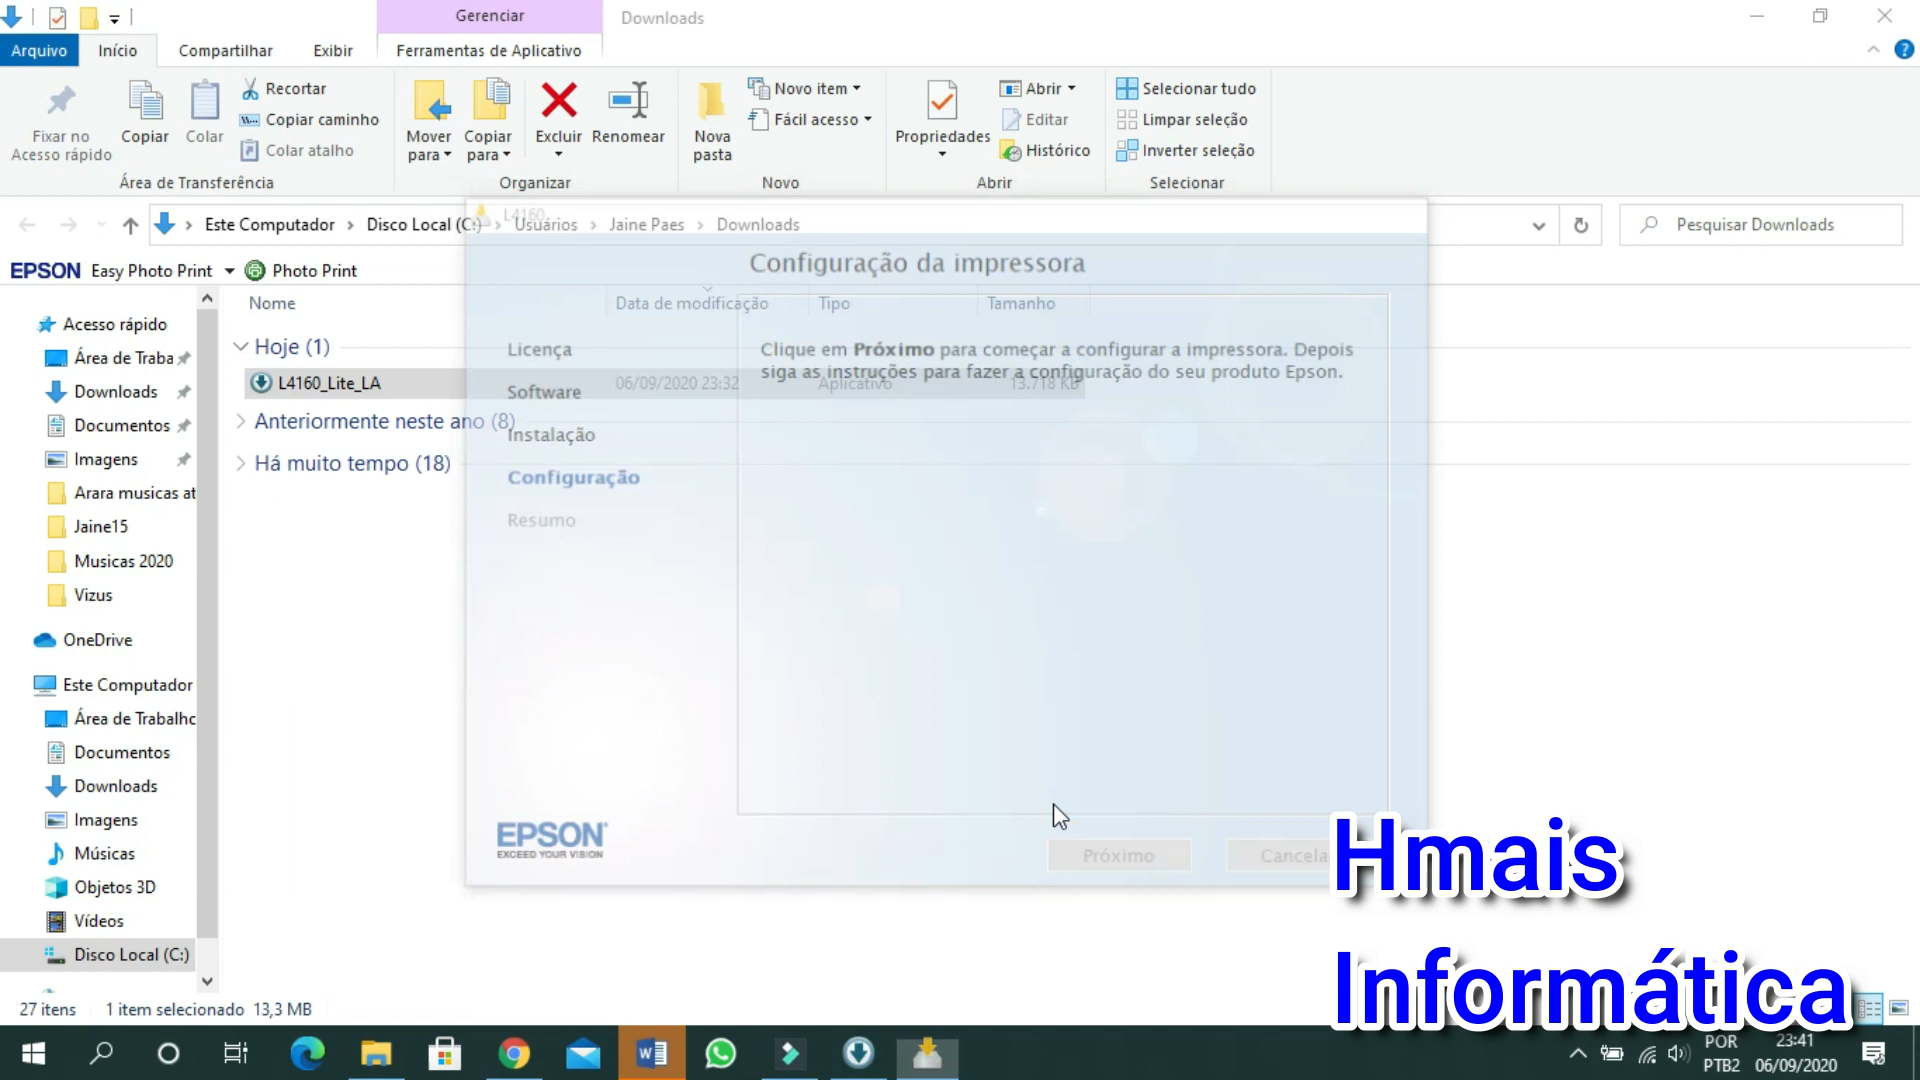 Gerenciar
Downloads
Arquivo
Início
Compartilhar
Exibir
Ferramentas de Aplicativo
Fixar no
Acesso rápido
Copiar
Colar
Recortar
Copiar caminho
Colar atalho
Área de Transferência
Mover
para
Copiar
para
Excluir
Renomear
Organizar
Nova
pasta
Novo item
Fácil acesso
Novo
Propriedades
Abrir
Editar
Histórico
Abrir
Selecionar tudo
Limpar seleção
Inverter seleção
Selecionar
L4160
Este Computador
Disco Local (C:)
Usuários
Jaine Paes
Downloads
Pesquisar Downloads
EPSON Easy Photo Print
Photo Print
Configuração da impressora
Nome
Data de modificação
Tipo
Tamanho
Hoje (1)
L4160_Lite_LA
06/09/2020 23:32
Aplicativo
13.718 KB
Anteriormente neste ano (8)
Há muito tempo (18)
Licença
Software
Instalação
Configuração
Resumo
Clique em Próximo para começar a configurar a impressora. Depois
siga as instruções para fazer a configuração do seu produto Epson.
EPSON
EXCEED YOUR VISION
Próximo
Cancela
Acesso rápido
Área de Traba
Downloads
Documentos
Imagens
Arara musicas at
Jaine15
Musicas 2020
Vizus
OneDrive
Este Computador
Área de Trabalho
Documentos
Downloads
Imagens
Músicas
Objetos 3D
Vídeos
Disco Local (C:)
Hmais
Informática
27 itens
1 item selecionado 13,3 MB
POR
PTB2
23:41
06/09/2020